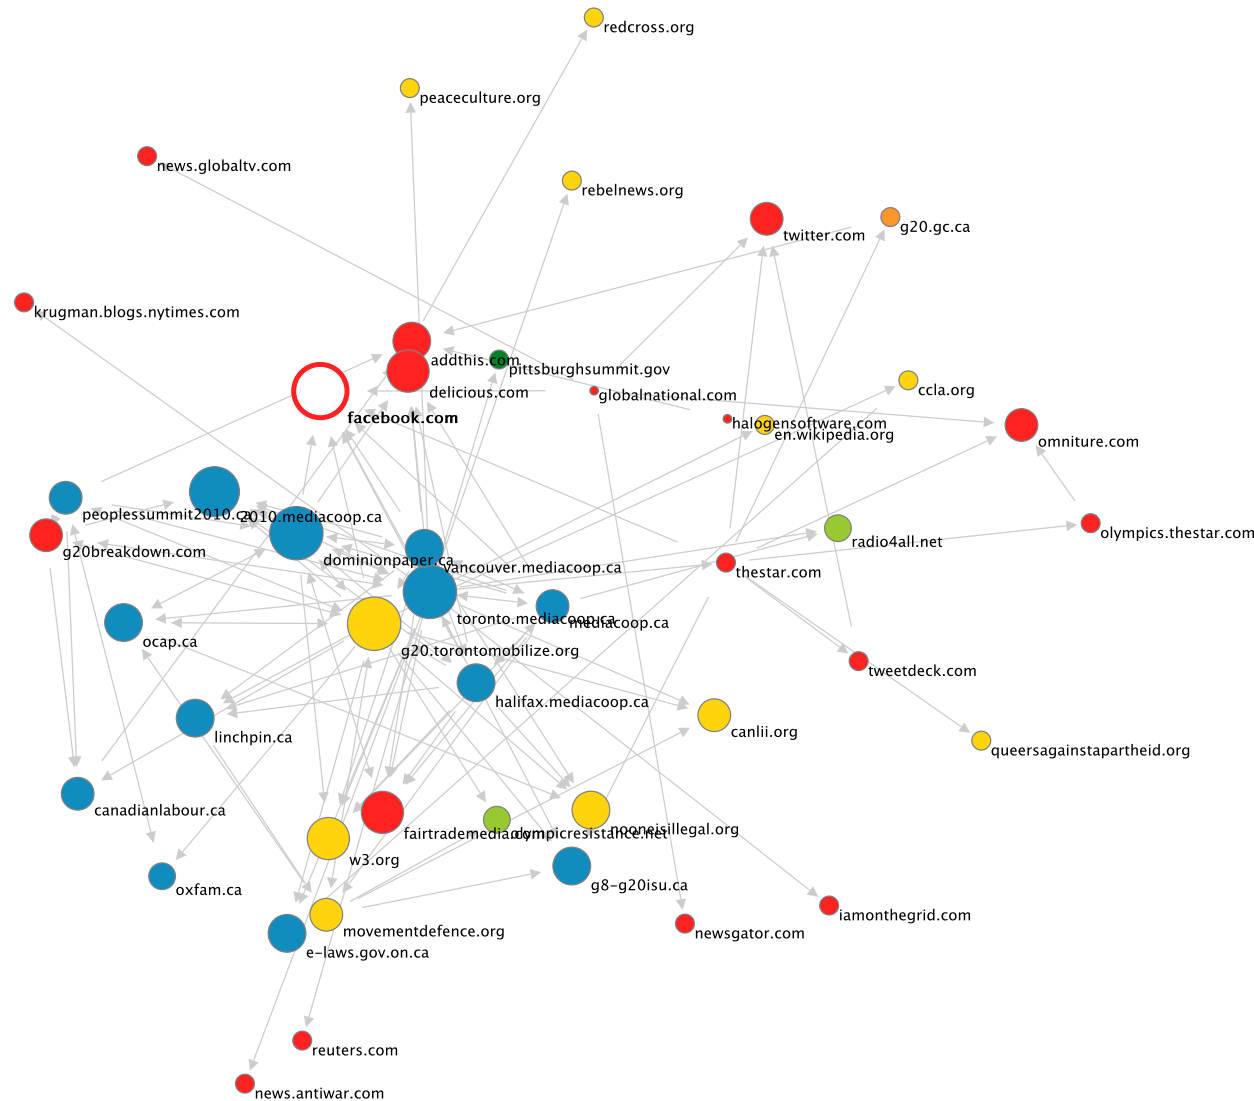 redcross.org
peaceculture.org
news.globaltv.com
rebelnews.org
twitter.com
g20.gc.ca
krugman.blogs.nytimes.com
addthis.com
pittsburghsummit.gov
delicious.com
globalnational.com
ccla.org
facebook.com
halogensoftware.com
en.wikipedia.org
omniture.com
peoplessummit2010.ca
2010.mediacoop.ca
g20breakdown.com
dominionpaper.ca
vancouver.mediacoop.ca
radio4all.net
olympics.thestar.com
thestar.com
toronto.mediacoop.ca
mediacoop.ca
ocap.ca
g20.torontomobilize.org
tweetdeck.com
halifax.mediacoop.ca
linchpin.ca
canlii.org
queersagainstapartheid.org
canadianlabour.ca
fairtrademedia.com
olympicresistance.net
nooneisillegal.org
w3.org
oxfam.ca
g8-g20isu.ca
iamonthegrid.com
movementdefence.org
newsgator.com
e-laws.gov.on.ca
reuters.com
news.antiwar.com